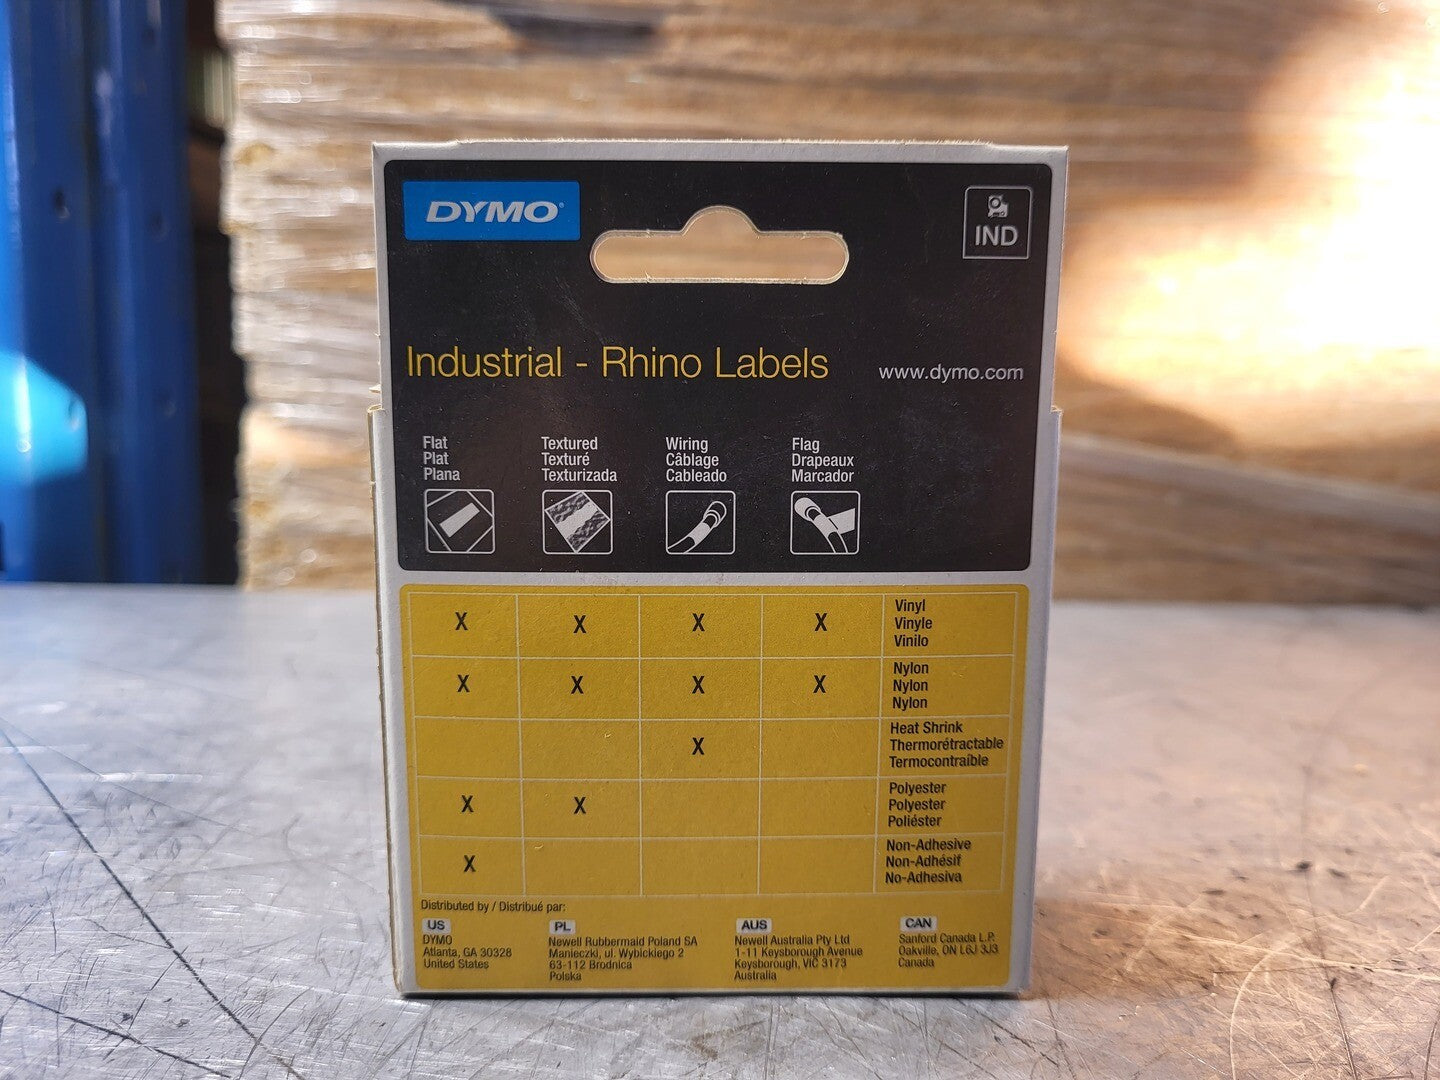 DYMO®
IND
Industrial - Rhino Labels
www.dymo.com
Flat
Plat
Plana
Textured
Texturé
Texturizada
Wiring
Câblage
Cableado
Flag
Drapeaux
Marcador
X X X X
Vinyl
Vinyle
Vinilo
X X X X
Nylon
Nylon
Nylon
X
Heat Shrink
Thermorétractable
Termocontraíble
X X
Polyester
Polyester
Poliéster
X
Non-Adhesive
Non-Adhésif
No-Adhesiva
Distributed by / Distribué par:
US
DYMO
Atlanta, GA 30328
United States
PL
Newell Rubbermaid Poland SA
Manieczki, ul. Wybickiego 2
63-112 Brodnica
Polska
AUS
Newell Australia Pty Ltd
1-11 Keysborough Avenue
Keysborough, VIC 3173
Australia
CAN
Sanford Canada L.P.
Oakville, ON L6J 3J3
Canada